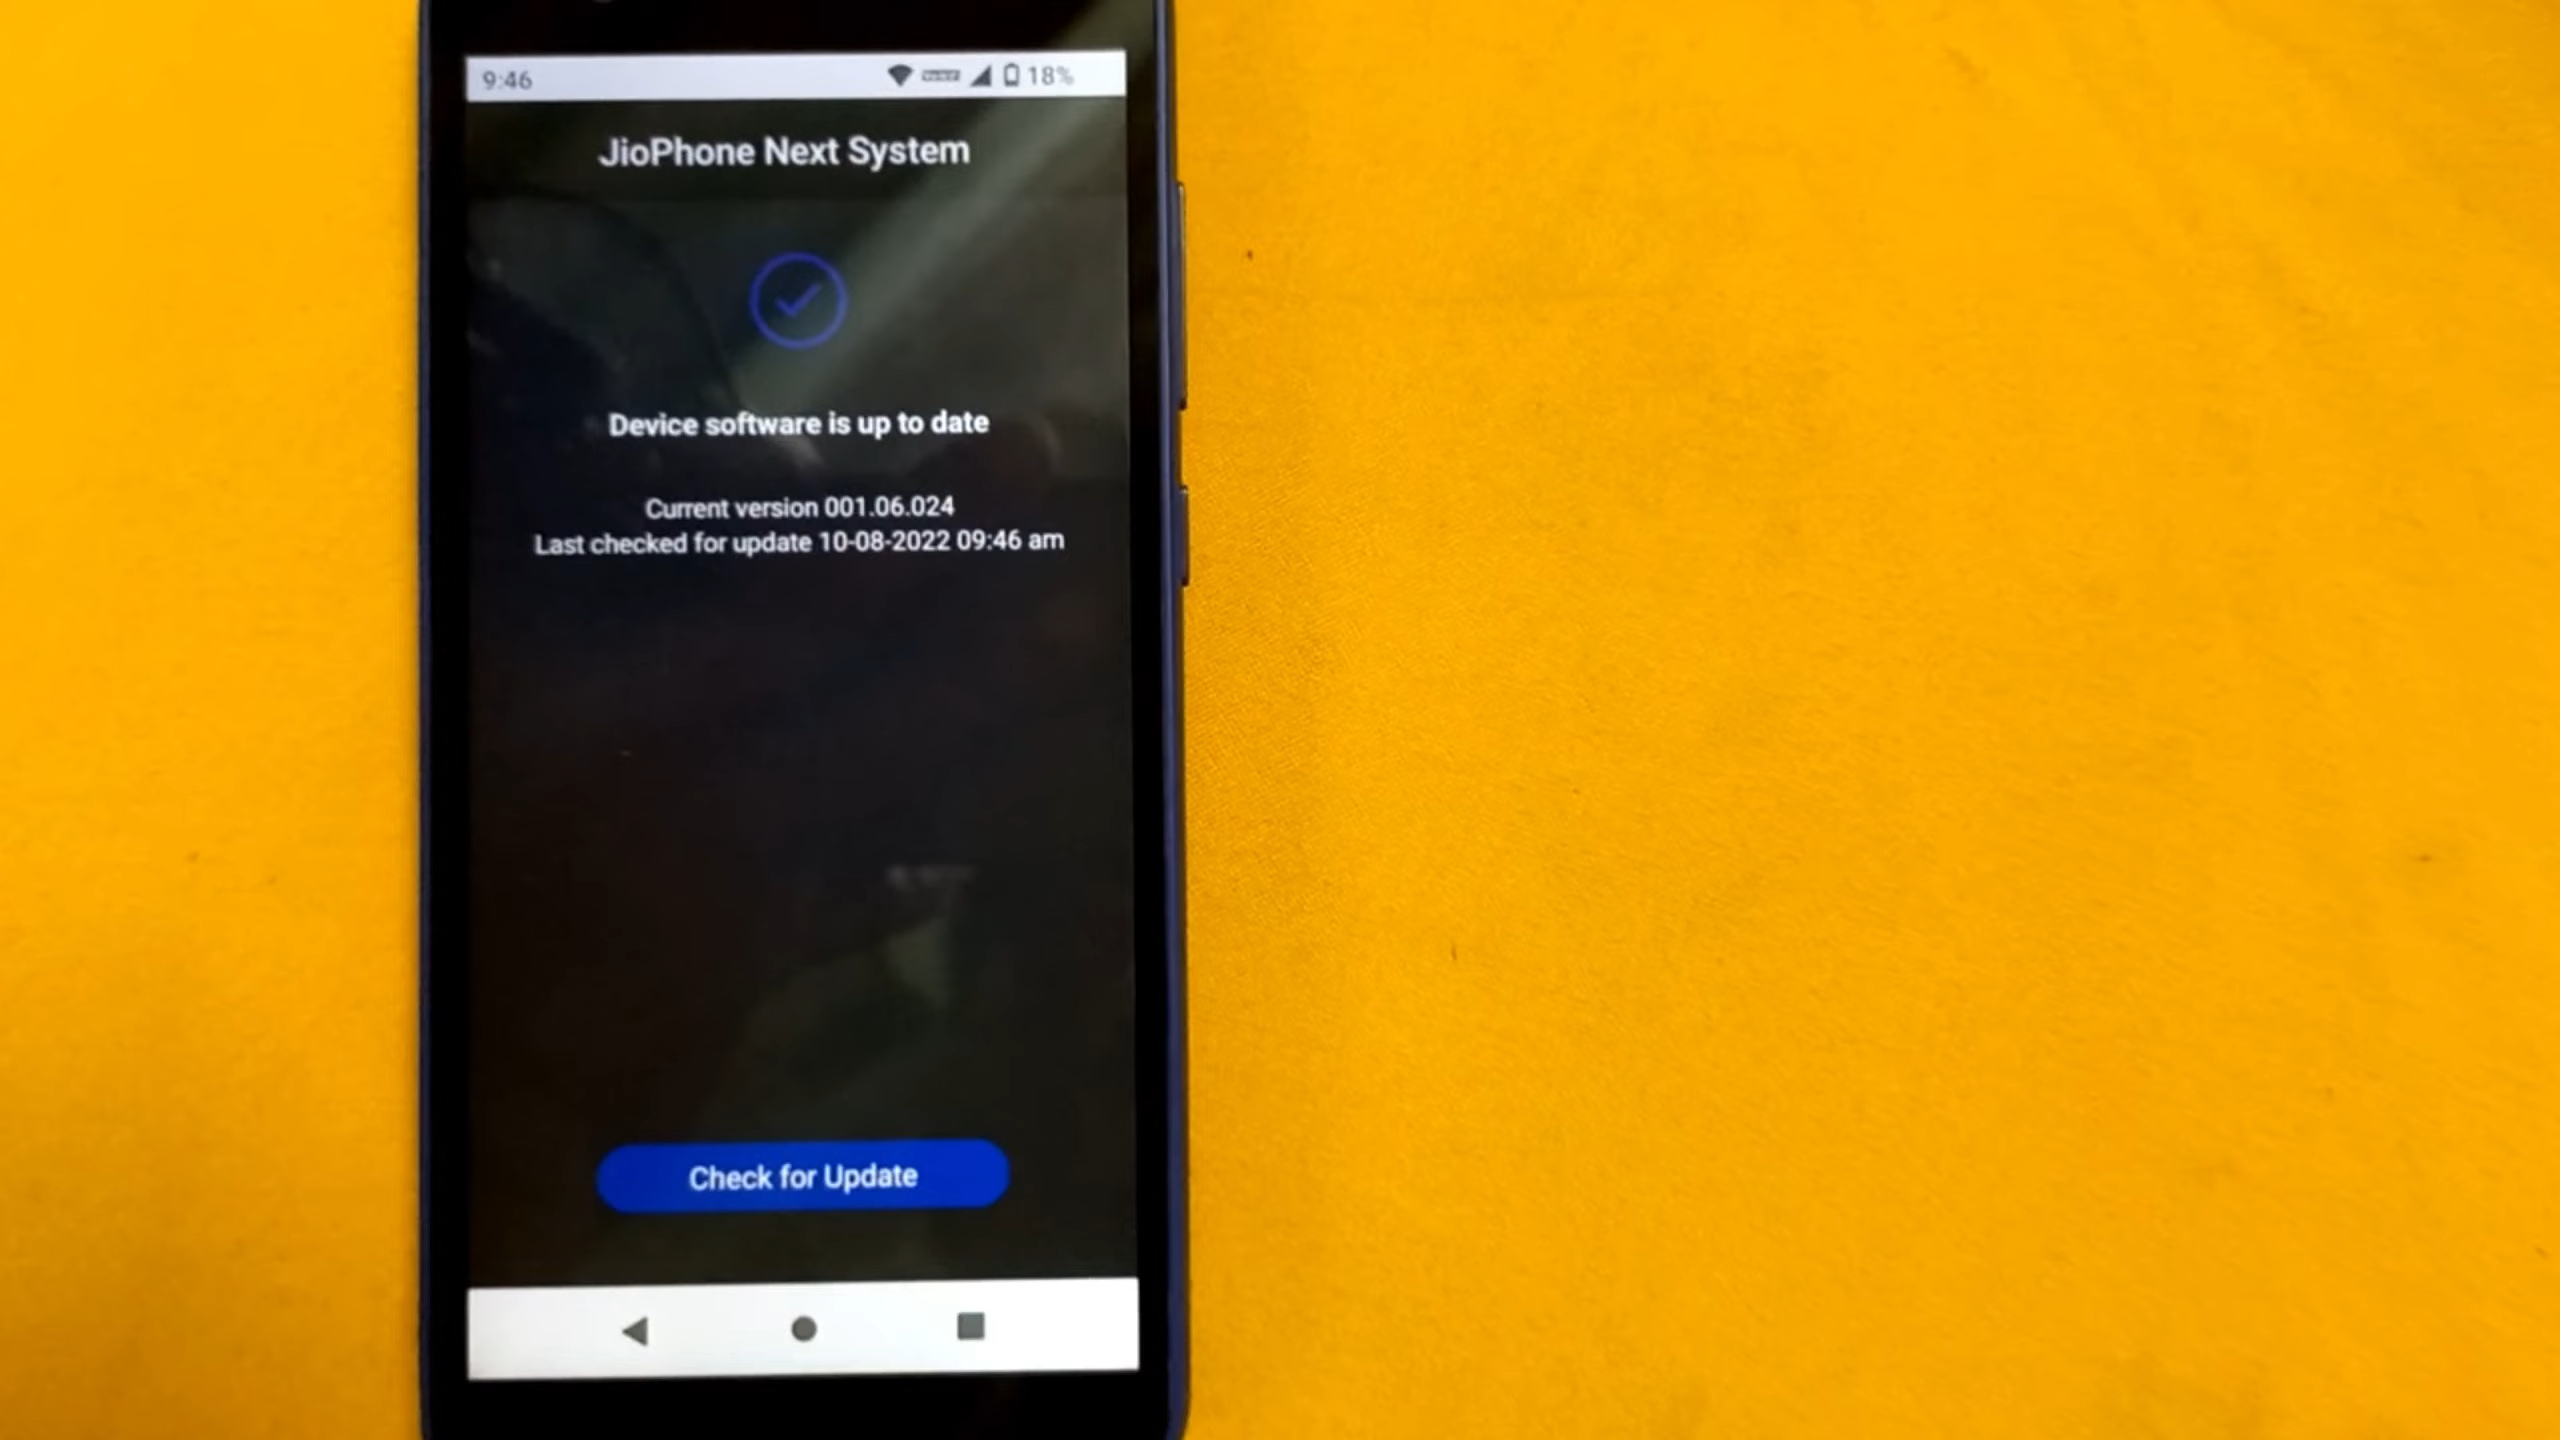 9:46
18%
JioPhone Next System
Device software is up to date
Current version 001.06.024
Last checked for update 10-08-2022 09:46 am
Check for Update